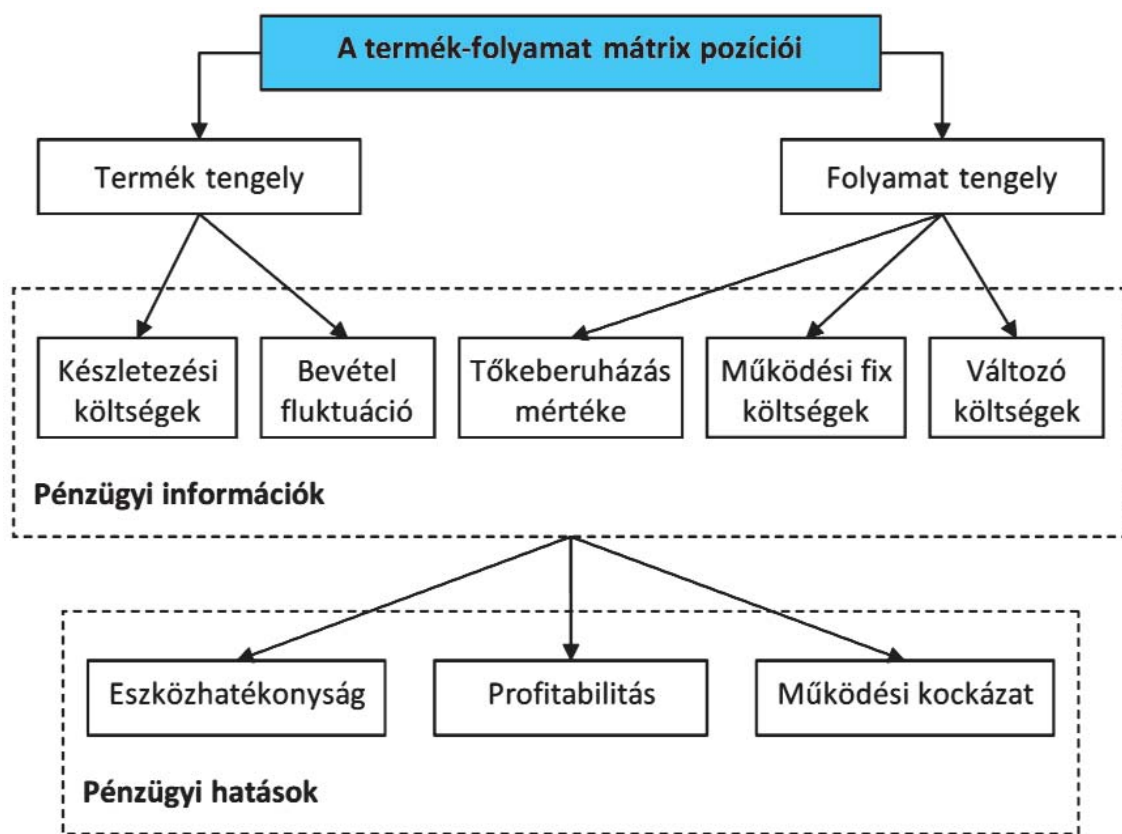 A termék-folyamat mátrix pozíciói
Termék tengely
Folyamat tengely
Készletezési
költségek
Bevétel
fluktuáció
Tőkeberuházás
mértéke
Működési fix
költségek
Változó
költségek
Pénzügyi információk
Eszközhatékonyság
Profitabilitás
Működési kockázat
Pénzügyi hatások